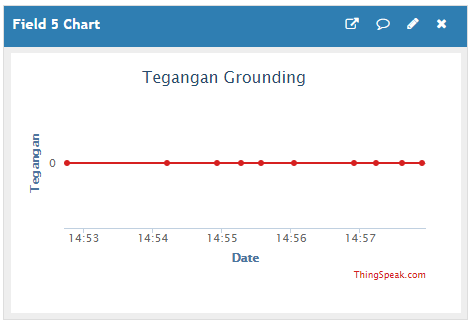 Field 5 Chart
Tegangan Grounding
Tegangan
0
14:53 14:54 14:55 14:56 14:57
Date
ThingSpeak.com